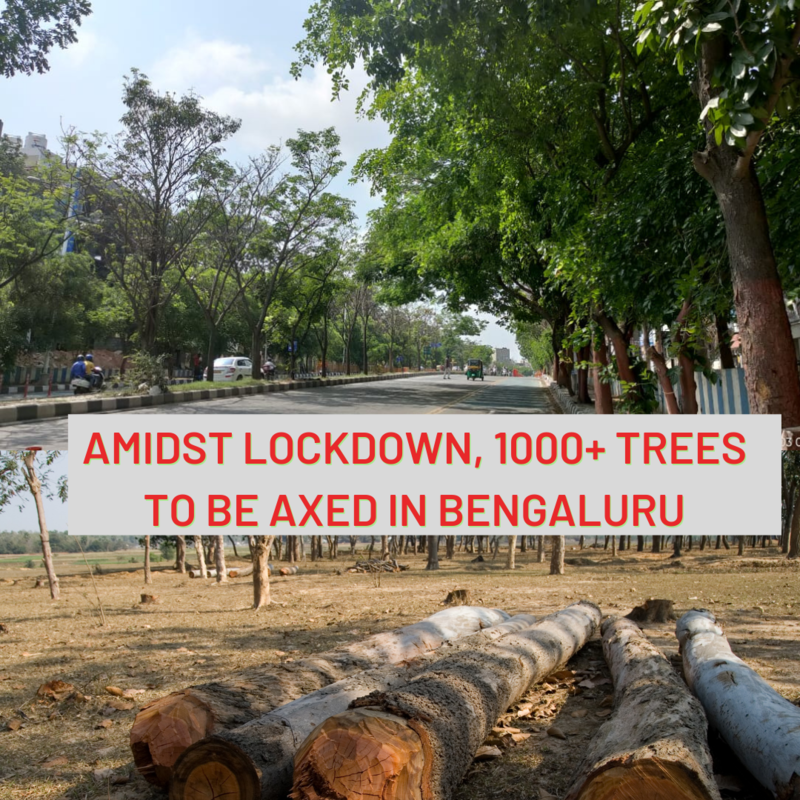 AMIDST LOCKDOWN, 1000+ TREES
TO BE AXED IN BENGALURU